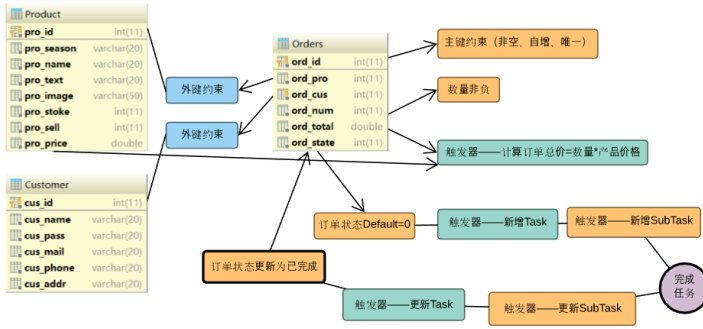 Product
pro_id int(11)
pro_season varchar(20)
pro_name varchar(20)
pro_text varchar(20)
pro_image varchar(50)
pro_stoke int(11)
pro_sell int(11)
pro_price double
Customer
cus_id int(11)
cus_name varchar(20)
cus_pass varchar(20)
cus_mail varchar(20)
cus_phone varchar(20)
cus_addr varchar(20)
外键约束
外键约束
Orders
ord_id int(11)
ord_pro int(11)
ord_cus int(11)
ord_num int(11)
ord_total double
ord_state int(11)
主键约束（非空、自增、唯一）
数量非负
触发器——计算订单总价=数量*产品价格
订单状态Default=0
触发器——新增Task
触发器——新增SubTask
订单状态更新为已完成
触发器——更新Task
触发器——更新SubTask
完成
任务